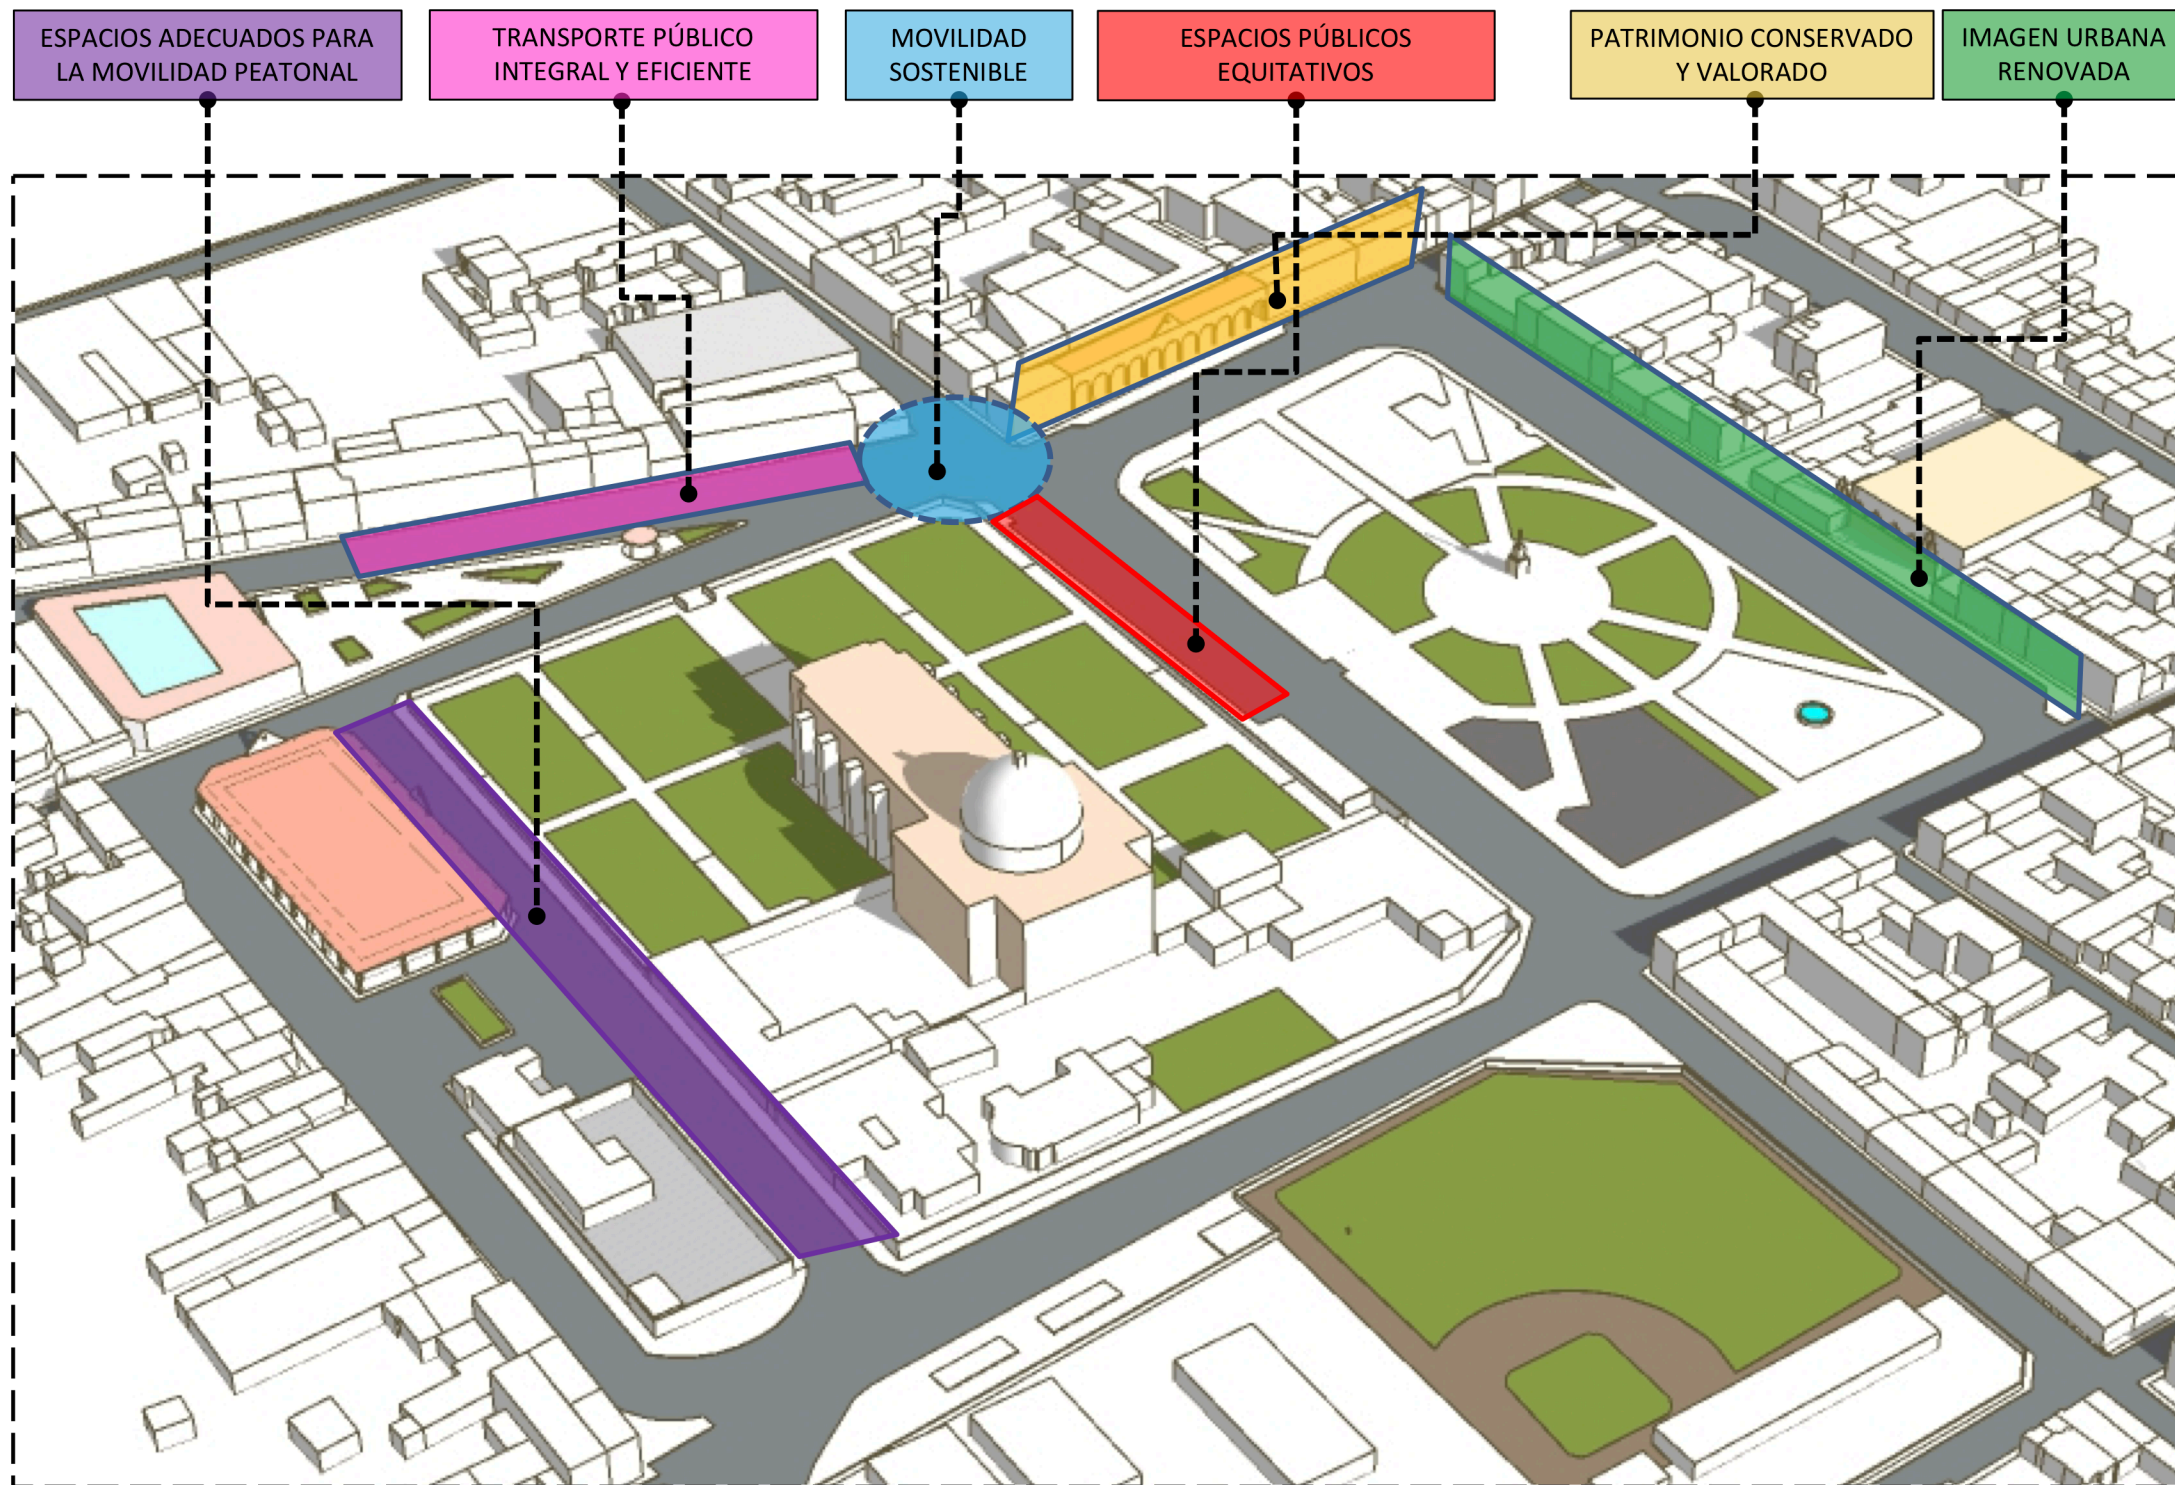 ESPACIOS ADECUADOS PARA
LA MOVILIDAD PEATONAL
TRANSPORTE PÚBLICO
INTEGRAL Y EFICIENTE
MOVILIDAD
SOSTENIBLE
ESPACIOS PÚBLICOS
EQUITATIVOS
PATRIMONIO CONSERVADO
Y VALORADO
IMAGEN URBANA
RENOVADA